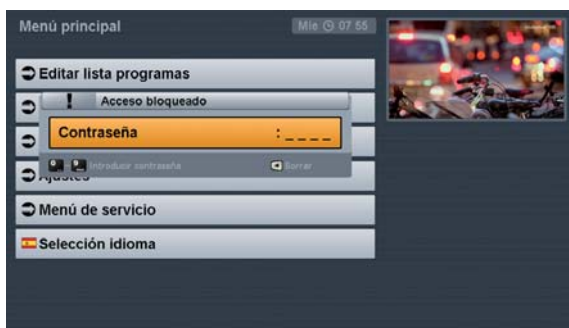 Menú principal
Mie 07 55
Editar lista programas
! Acceso bloqueado
Contraseña : _ _ _ _
Introducir contraseña
Borrar
Ajustes
Menú de servicio
Selección idioma